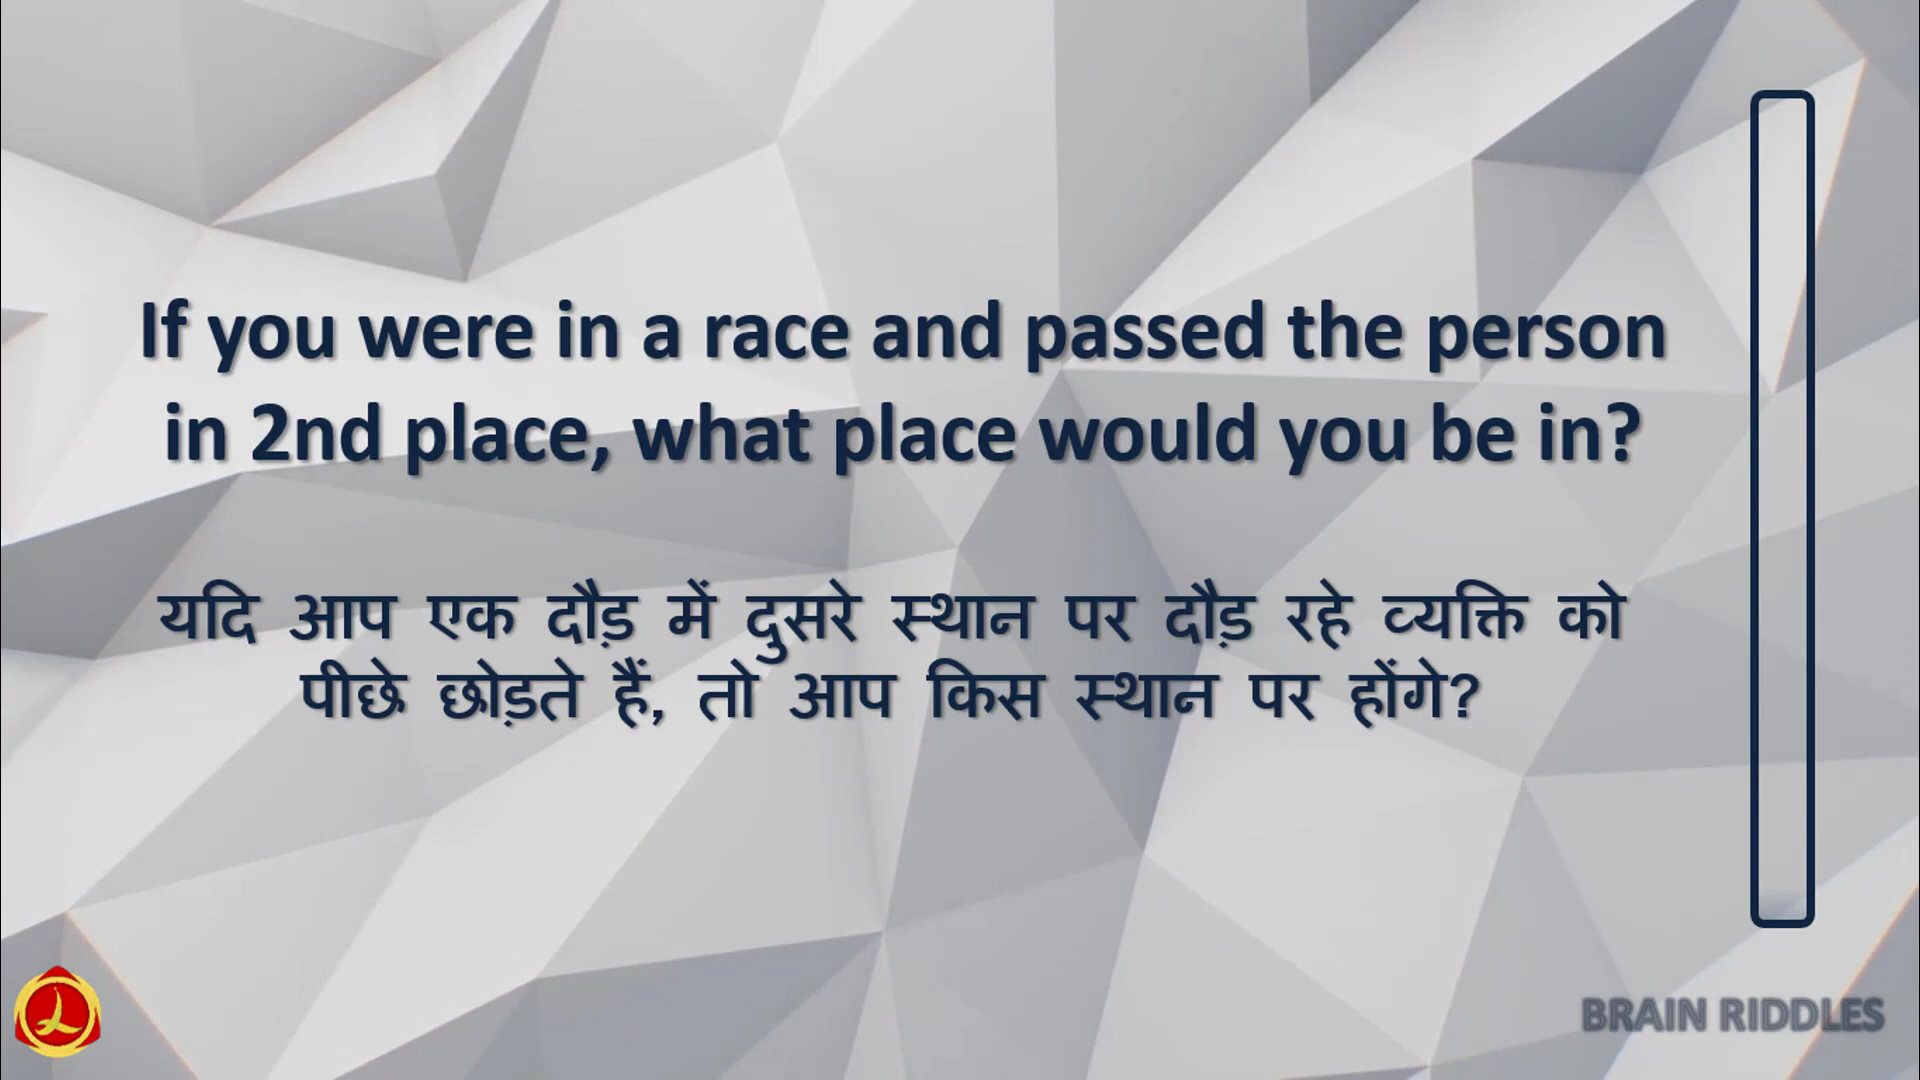 If you were in a race and passed the person
in 2nd place, what place would you be in?
यदि आप एक दौड़ में दुसरे स्थान पर दौड़ रहे व्यक्ति को
पीछे छोड़ते हैं, तो आप किस स्थान पर होंगे?
BRAIN RIDDLES